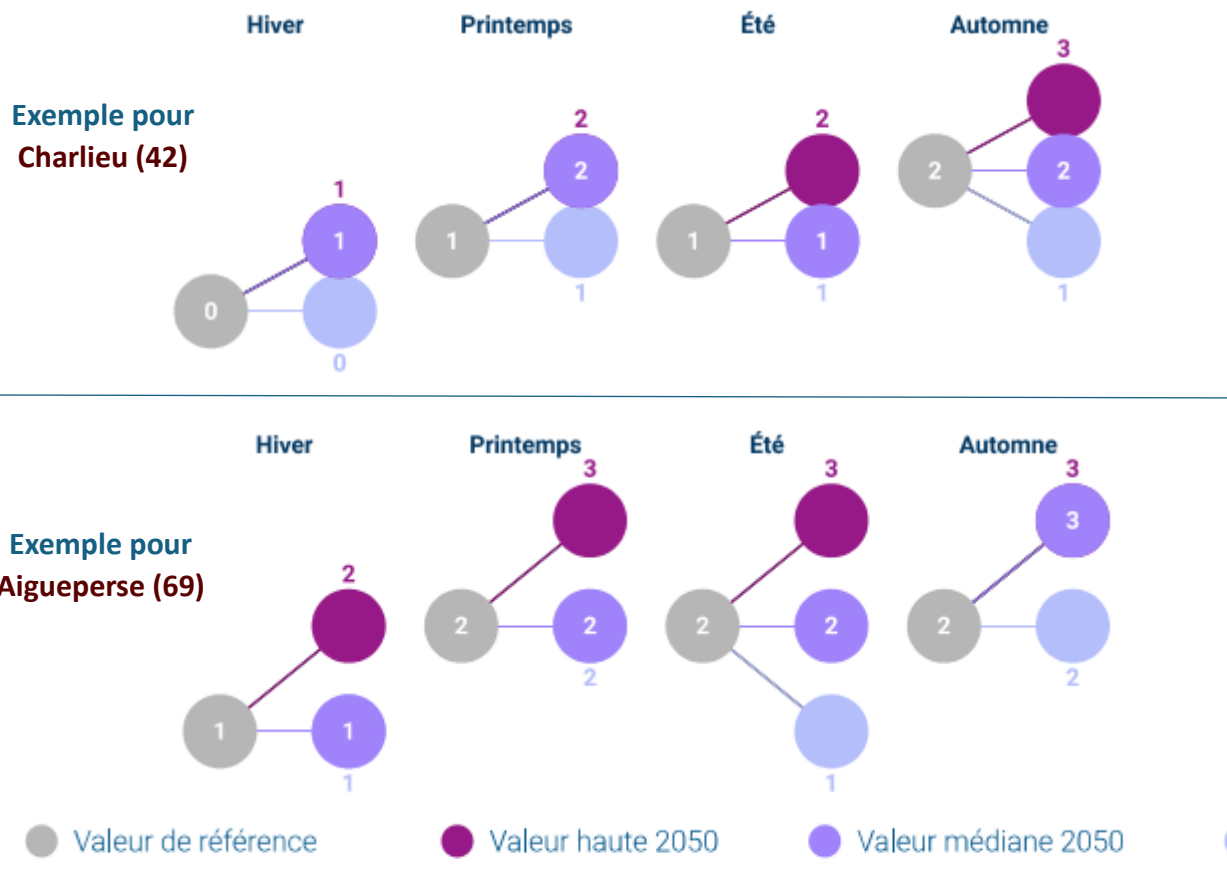 Hiver Printemps Été Automne
3
Exemple pour
Charlieu (42)
2 2
2 2 2
1
1 1 1 1
0
1 1 1
0
Hiver Printemps Été Automne
3 3 3
3
Exemple pour
Aigueperse (69)
2
2 2 2 2 2
2 2
1 1
1 1
Valeur de référence Valeur haute 2050 Valeur médiane 2050